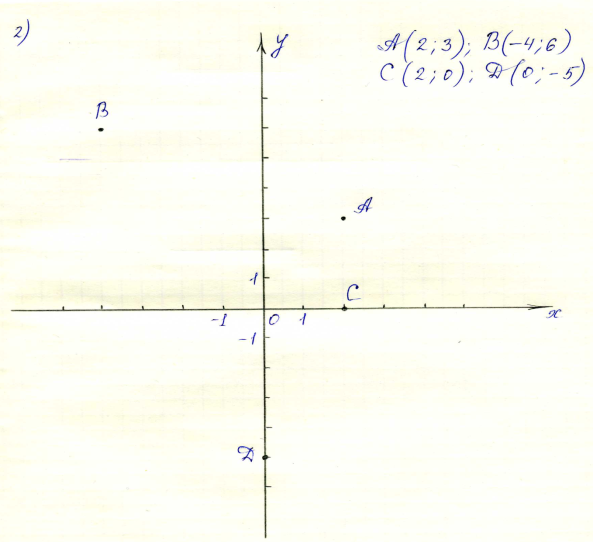 2)
y
A(2;3); B(-4;6)
C(2;0); D(0;-5)
B
A
1
C
-1 0 1
x
-1
D